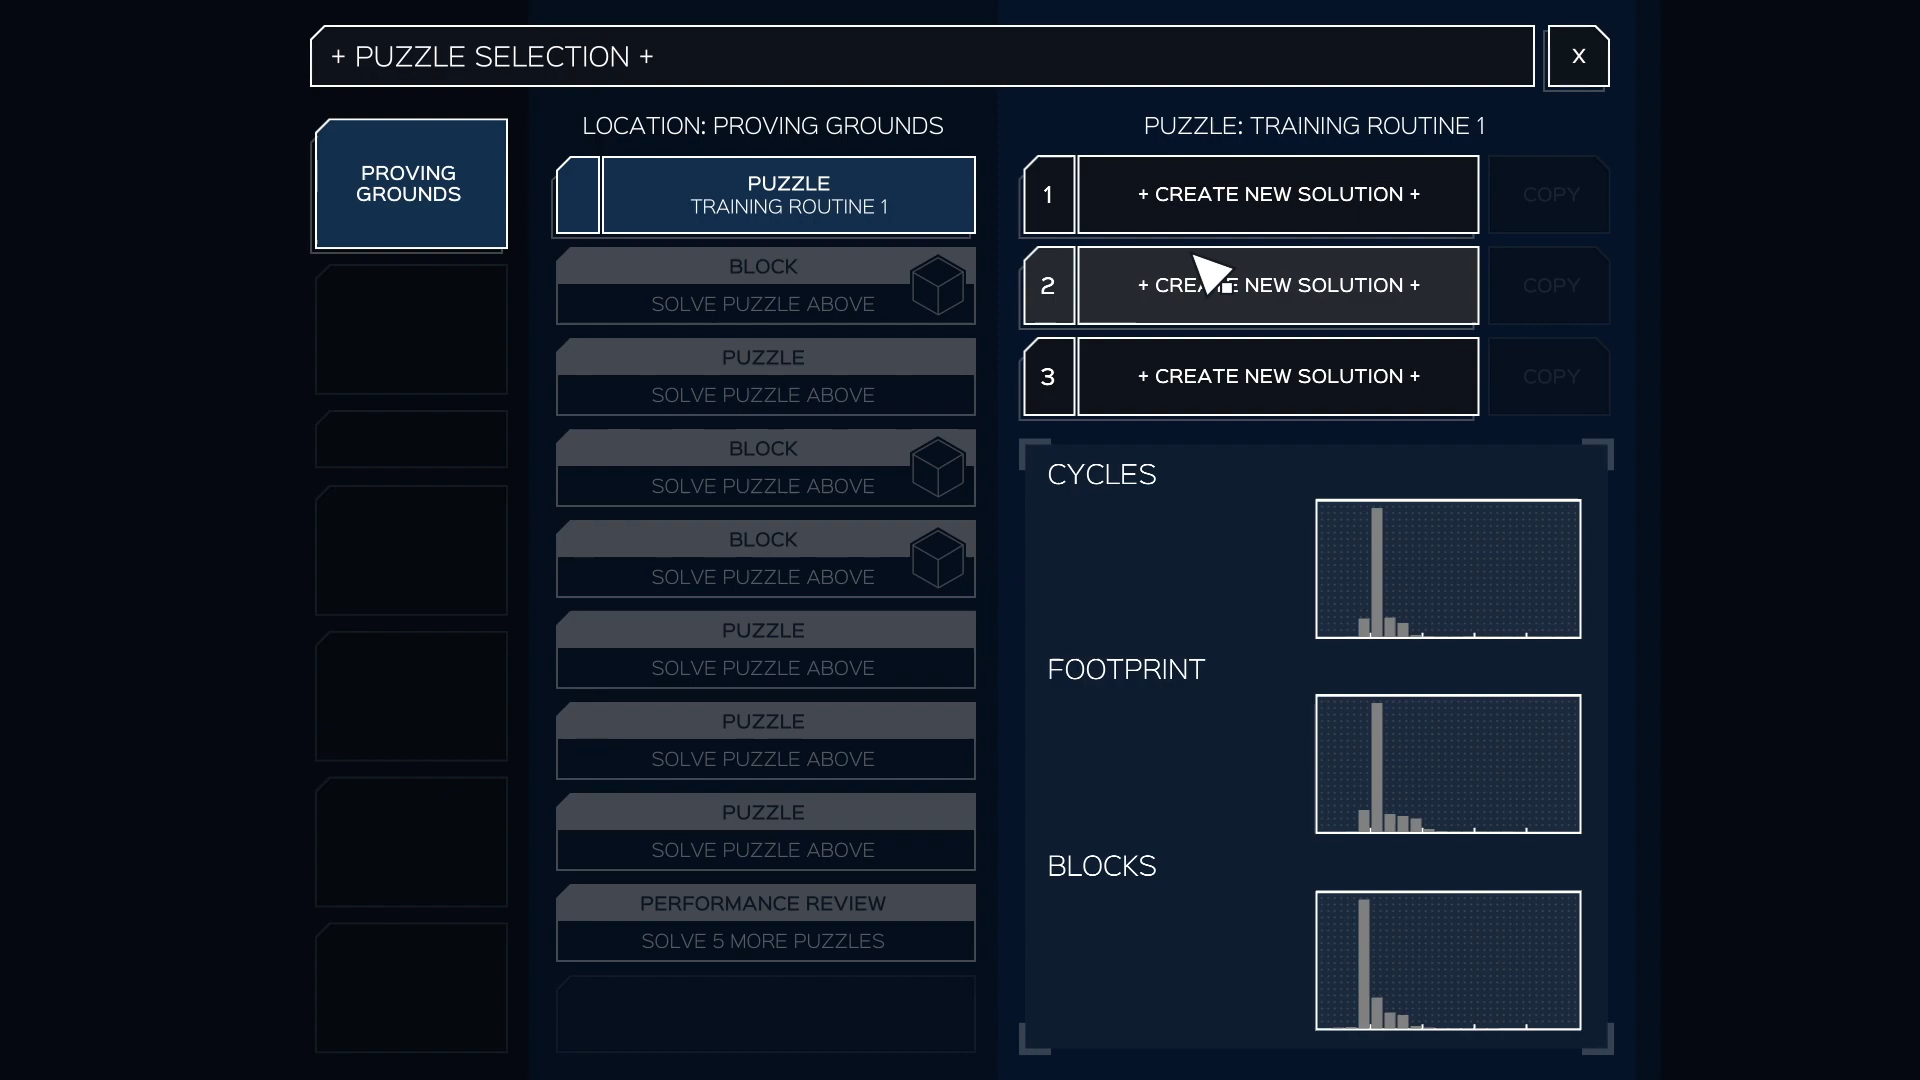 + PUZZLE SELECTION +
X
PROVING
GROUNDS
LOCATION: PROVING GROUNDS
PUZZLE
TRAINING ROUTINE 1
BLOCK
SOLVE PUZZLE ABOVE
PUZZLE
SOLVE PUZZLE ABOVE
BLOCK
SOLVE PUZZLE ABOVE
BLOCK
SOLVE PUZZLE ABOVE
PUZZLE
SOLVE PUZZLE ABOVE
PUZZLE
SOLVE PUZZLE ABOVE
PUZZLE
SOLVE PUZZLE ABOVE
PERFORMANCE REVIEW
SOLVE 5 MORE PUZZLES
PUZZLE: TRAINING ROUTINE 1
1 + CREATE NEW SOLUTION + COPY
2 + CREATE NEW SOLUTION + COPY
3 + CREATE NEW SOLUTION + COPY
CYCLES
FOOTPRINT
BLOCKS